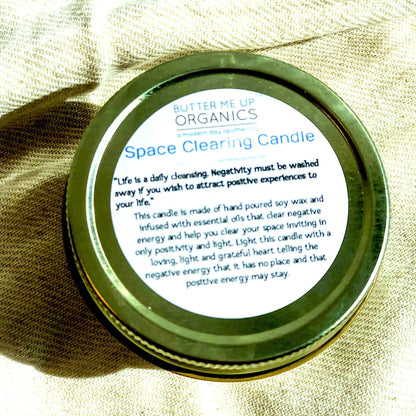 BUTTER ME UP
ORGANICS
a modern day apothecary
Space Clearing Candle
"Life is a daily cleansing. Negativity must be washed
away if you wish to attract positive experiences to
your life."
This candle is made of hand poured soy wax and
infused with essential oils that clear negative
energy and help you clear your space inviting in
only positivity and light. Light this candle with a
loving, light and grateful heart telling the
negative energy that it has no place and that
positive energy may stay.